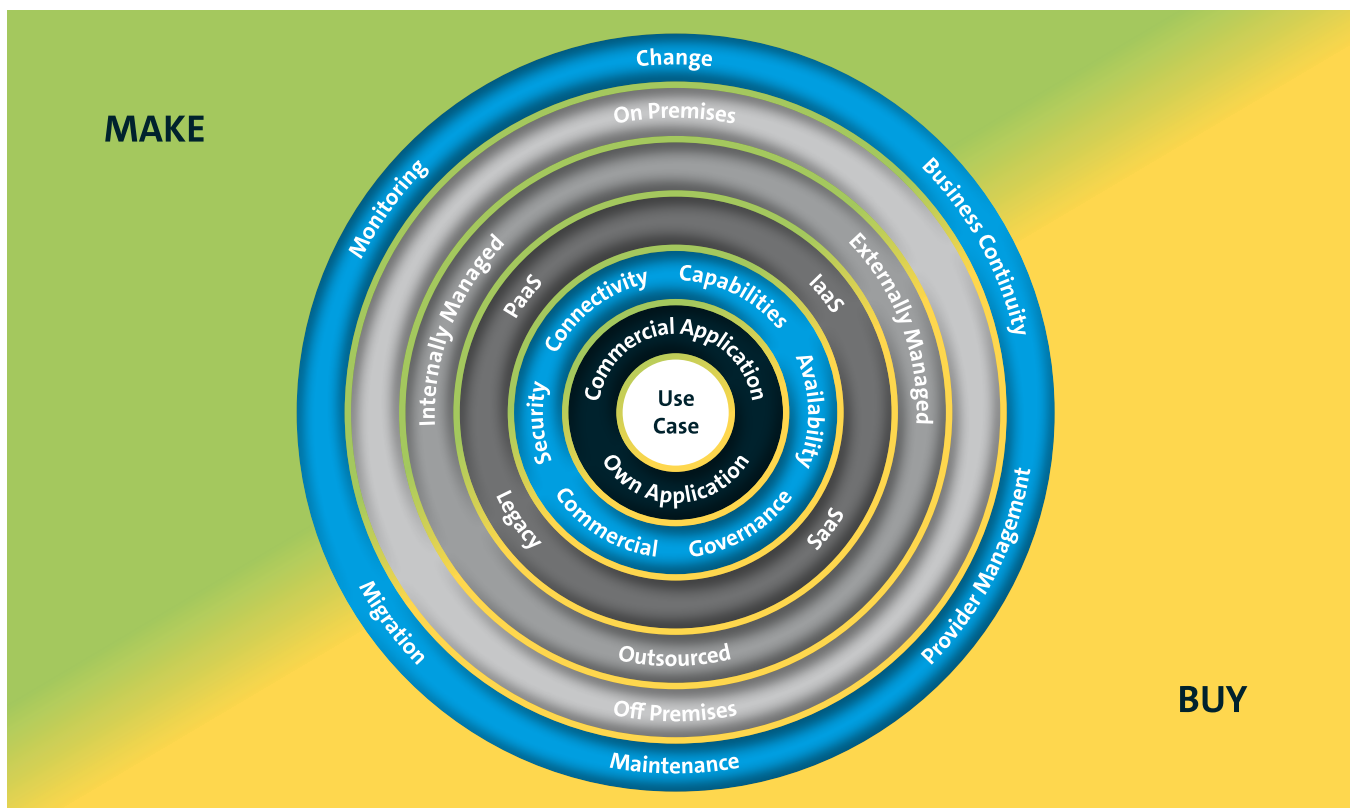 MAKE
BUY
Change
Business Continuity
Provider Management
Maintenance
Migration
Monitoring
On Premises
Off Premises
Internally Managed
Externally Managed
Outsourced
PaaS
IaaS
SaaS
Legacy
Connectivity
Capabilities
Availability
Governance
Commercial
Security
Commercial Application
Own Application
Use
Case